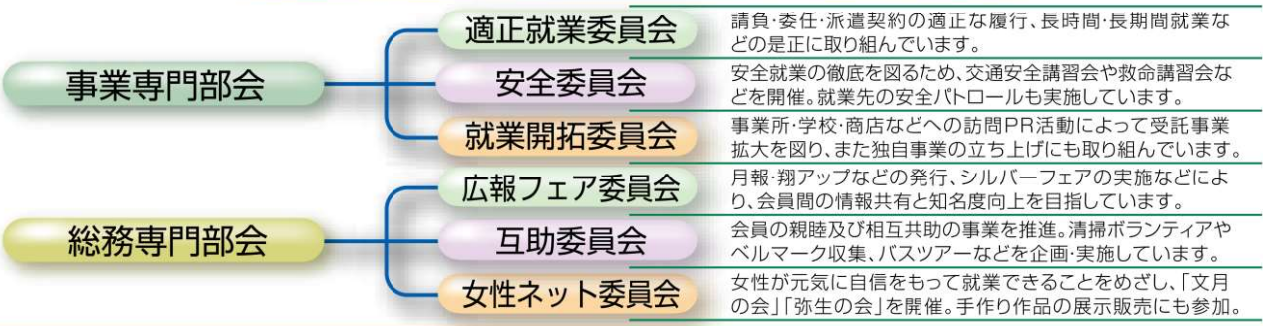 事業専門部会
適正就業委員会
請負･委任･派遣契約の適正な履行、長時間･長期間就業な
どの是正に取り組んでいます。
安全委員会
安全就業の徹底を図るため、交通安全講習会や救命講習会な
どを開催。就業先の安全パトロールも実施しています。
就業開拓委員会
事業所･学校･商店などへの訪問PR活動によって受託事業
拡大を図り、また独自事業の立ち上げにも取り組んでいます。
総務専門部会
広報フェア委員会
月報･翔アップなどの発行、シルバーフェアの実施などによ
り、会員間の情報共有と知名度向上を目指しています。
互助委員会
会員の親睦及び相互共助の事業を推進。清掃ボランティアや
ベルマーク収集、バスツアーなどを企画･実施しています。
女性ネット委員会
女性が元気に自信をもって就業できることをめざし、「文月
の会」「弥生の会」を開催。手作り作品の展示販売にも参加。